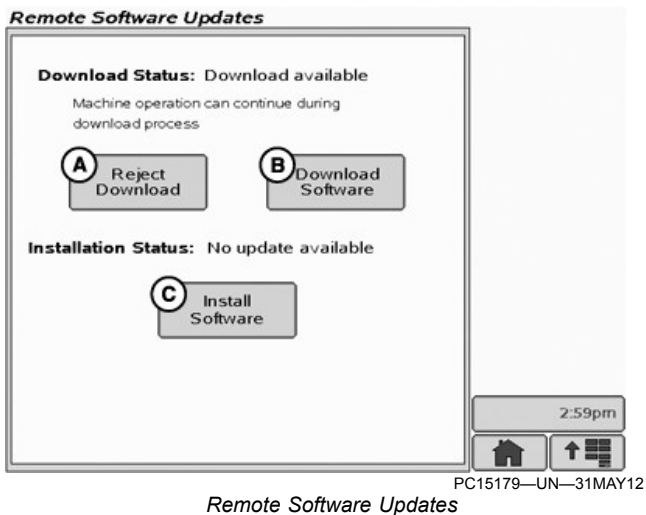 Remote Software Updates
Download Status: Download available
Machine operation can continue during
download process
A
Reject
Download
B
Download
Software
Installation Status: No update available
C
Install
Software
2:59pm
PC15179—UN—31MAY12
Remote Software Updates